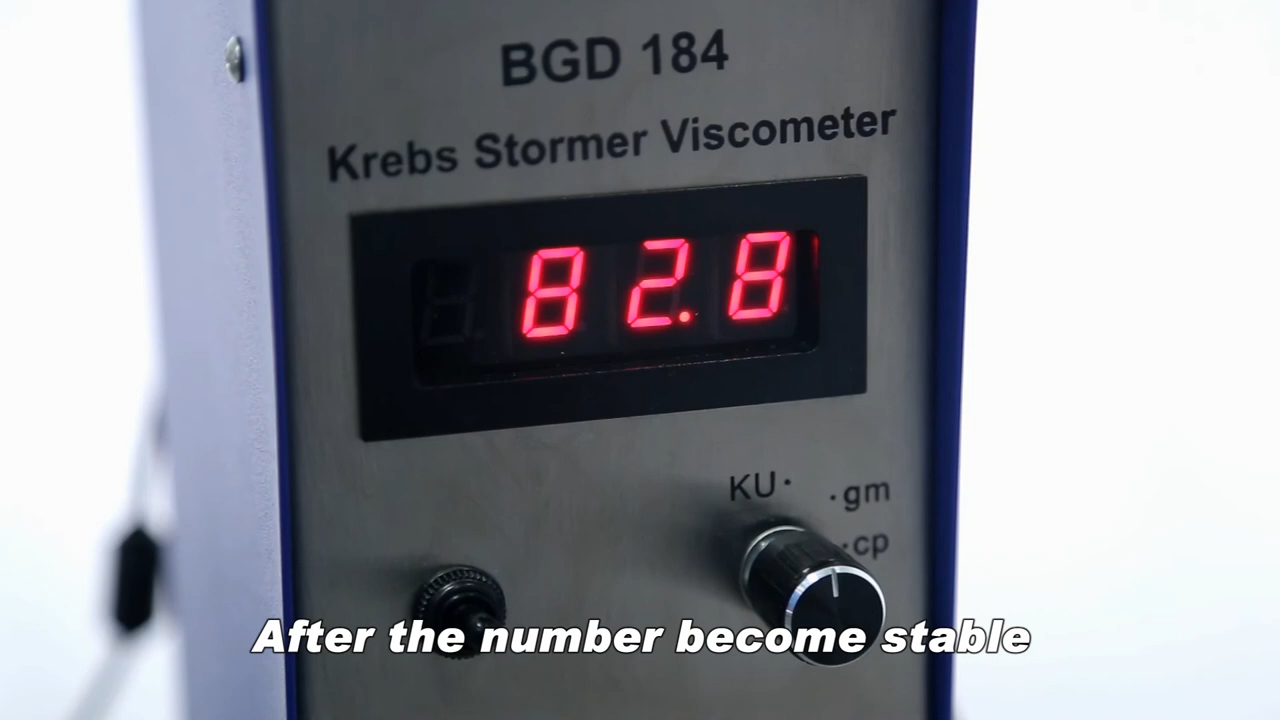 BGD 184
Krebs Stormer Viscometer
82.8
KU· ·gm
·cp
After the number become stable